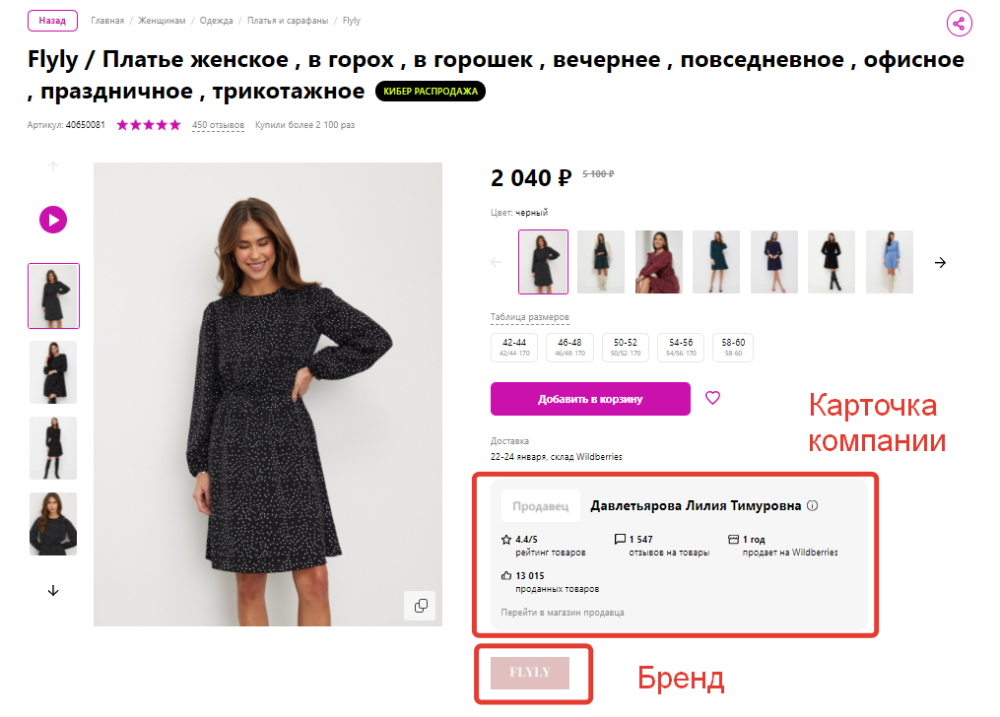 Назад
Главная / Женщинам / Одежда / Платья и сарафаны / Flyly
Flyly / Платье женское , в горох , в горошек , вечернее , повседневное , офисное
, праздничное , трикотажное КИБЕР РАСПРОДАЖА
Артикул: 40650081 450 отзывов Купили более 2 100 раз
2 040 ₽ 5 100 ₽
Цвет: черный
Таблица размеров
42-44 46-48 50-52 54-56 58-60
42/44-170 46/48-170 50/52-170 54/56-170 58-60
Добавить в корзину
Доставка
22-24 января, склад Wildberries
Карточка
компании
Продавец Давлетьярова Лилия Тимуровна
4.4/5 1 547 1 год
рейтинг товаров отзывов на товары продает на Wildberries
13 015
проданных товаров
Перейти в магазин продавца
FLYLY
Бренд